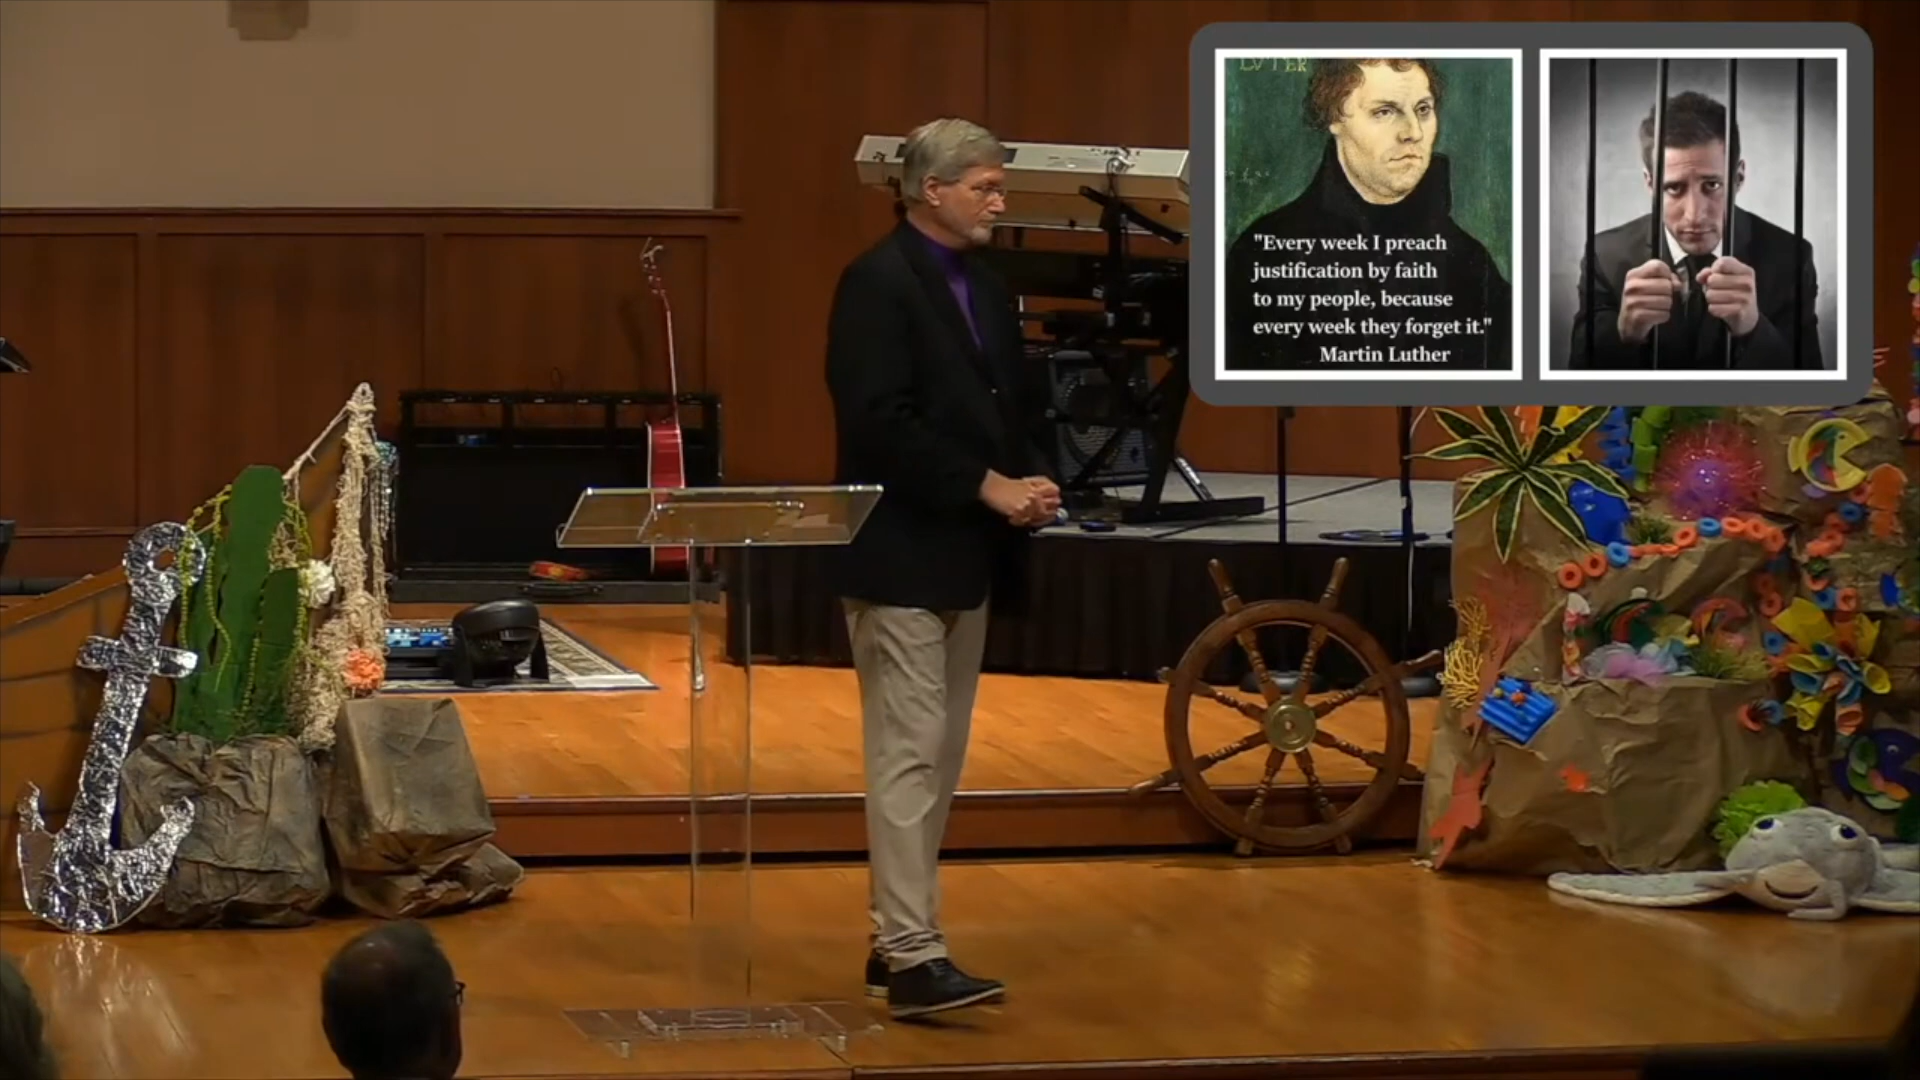 LVTER
"Every week I preach
justification by faith
to my people, because
every week they forget it."
Martin Luther